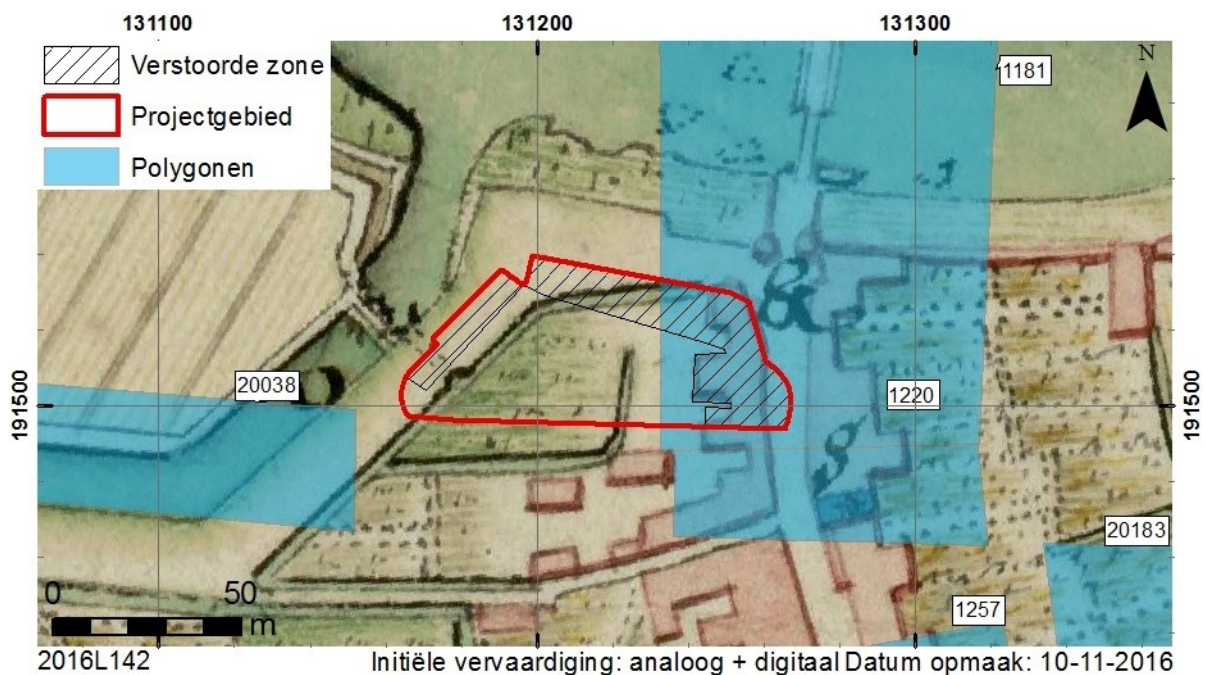 131100 131200 131300
Verstoorde zone
Projectgebied
Polygonen
N
1181
20038
1220
191500
191500
20183
1257
0 50
m
2016L142 Initiële vervaardiging: analoog + digitaal Datum opmaak: 10-11-2016